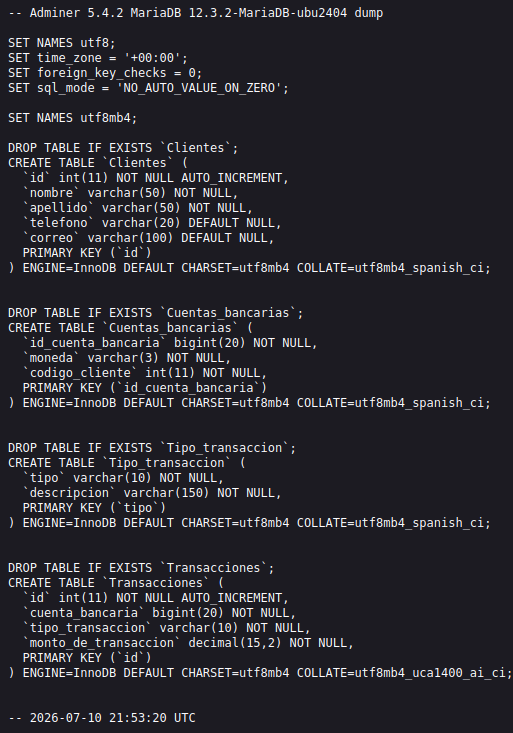 -- Adminer 5.4.2 MariaDB 12.3.2-MariaDB-ubu2404 dump
SET NAMES utf8;
SET time_zone = '+00:00';
SET foreign_key_checks = 0;
SET sql_mode = 'NO_AUTO_VALUE_ON_ZERO';
SET NAMES utf8mb4;
DROP TABLE IF EXISTS `Clientes`;
CREATE TABLE `Clientes` (
  `id` int(11) NOT NULL AUTO_INCREMENT,
  `nombre` varchar(50) NOT NULL,
  `apellido` varchar(50) NOT NULL,
  `telefono` varchar(20) DEFAULT NULL,
  `correo` varchar(100) DEFAULT NULL,
  PRIMARY KEY (`id`)
) ENGINE=InnoDB DEFAULT CHARSET=utf8mb4 COLLATE=utf8mb4_spanish_ci;
DROP TABLE IF EXISTS `Cuentas_bancarias`;
CREATE TABLE `Cuentas_bancarias` (
  `id_cuenta_bancaria` bigint(20) NOT NULL,
  `moneda` varchar(3) NOT NULL,
  `codigo_cliente` int(11) NOT NULL,
  PRIMARY KEY (`id_cuenta_bancaria`)
) ENGINE=InnoDB DEFAULT CHARSET=utf8mb4 COLLATE=utf8mb4_spanish_ci;
DROP TABLE IF EXISTS `Tipo_transaccion`;
CREATE TABLE `Tipo_transaccion` (
  `tipo` varchar(10) NOT NULL,
  `descripcion` varchar(150) NOT NULL,
  PRIMARY KEY (`tipo`)
) ENGINE=InnoDB DEFAULT CHARSET=utf8mb4 COLLATE=utf8mb4_spanish_ci;
DROP TABLE IF EXISTS `Transacciones`;
CREATE TABLE `Transacciones` (
  `id` int(11) NOT NULL AUTO_INCREMENT,
  `cuenta_bancaria` bigint(20) NOT NULL,
  `tipo_transaccion` varchar(10) NOT NULL,
  `monto_de_transaccion` decimal(15,2) NOT NULL,
  PRIMARY KEY (`id`)
) ENGINE=InnoDB DEFAULT CHARSET=utf8mb4 COLLATE=utf8mb4_uca1400_ai_ci;
-- 2026-07-10 21:53:20 UTC